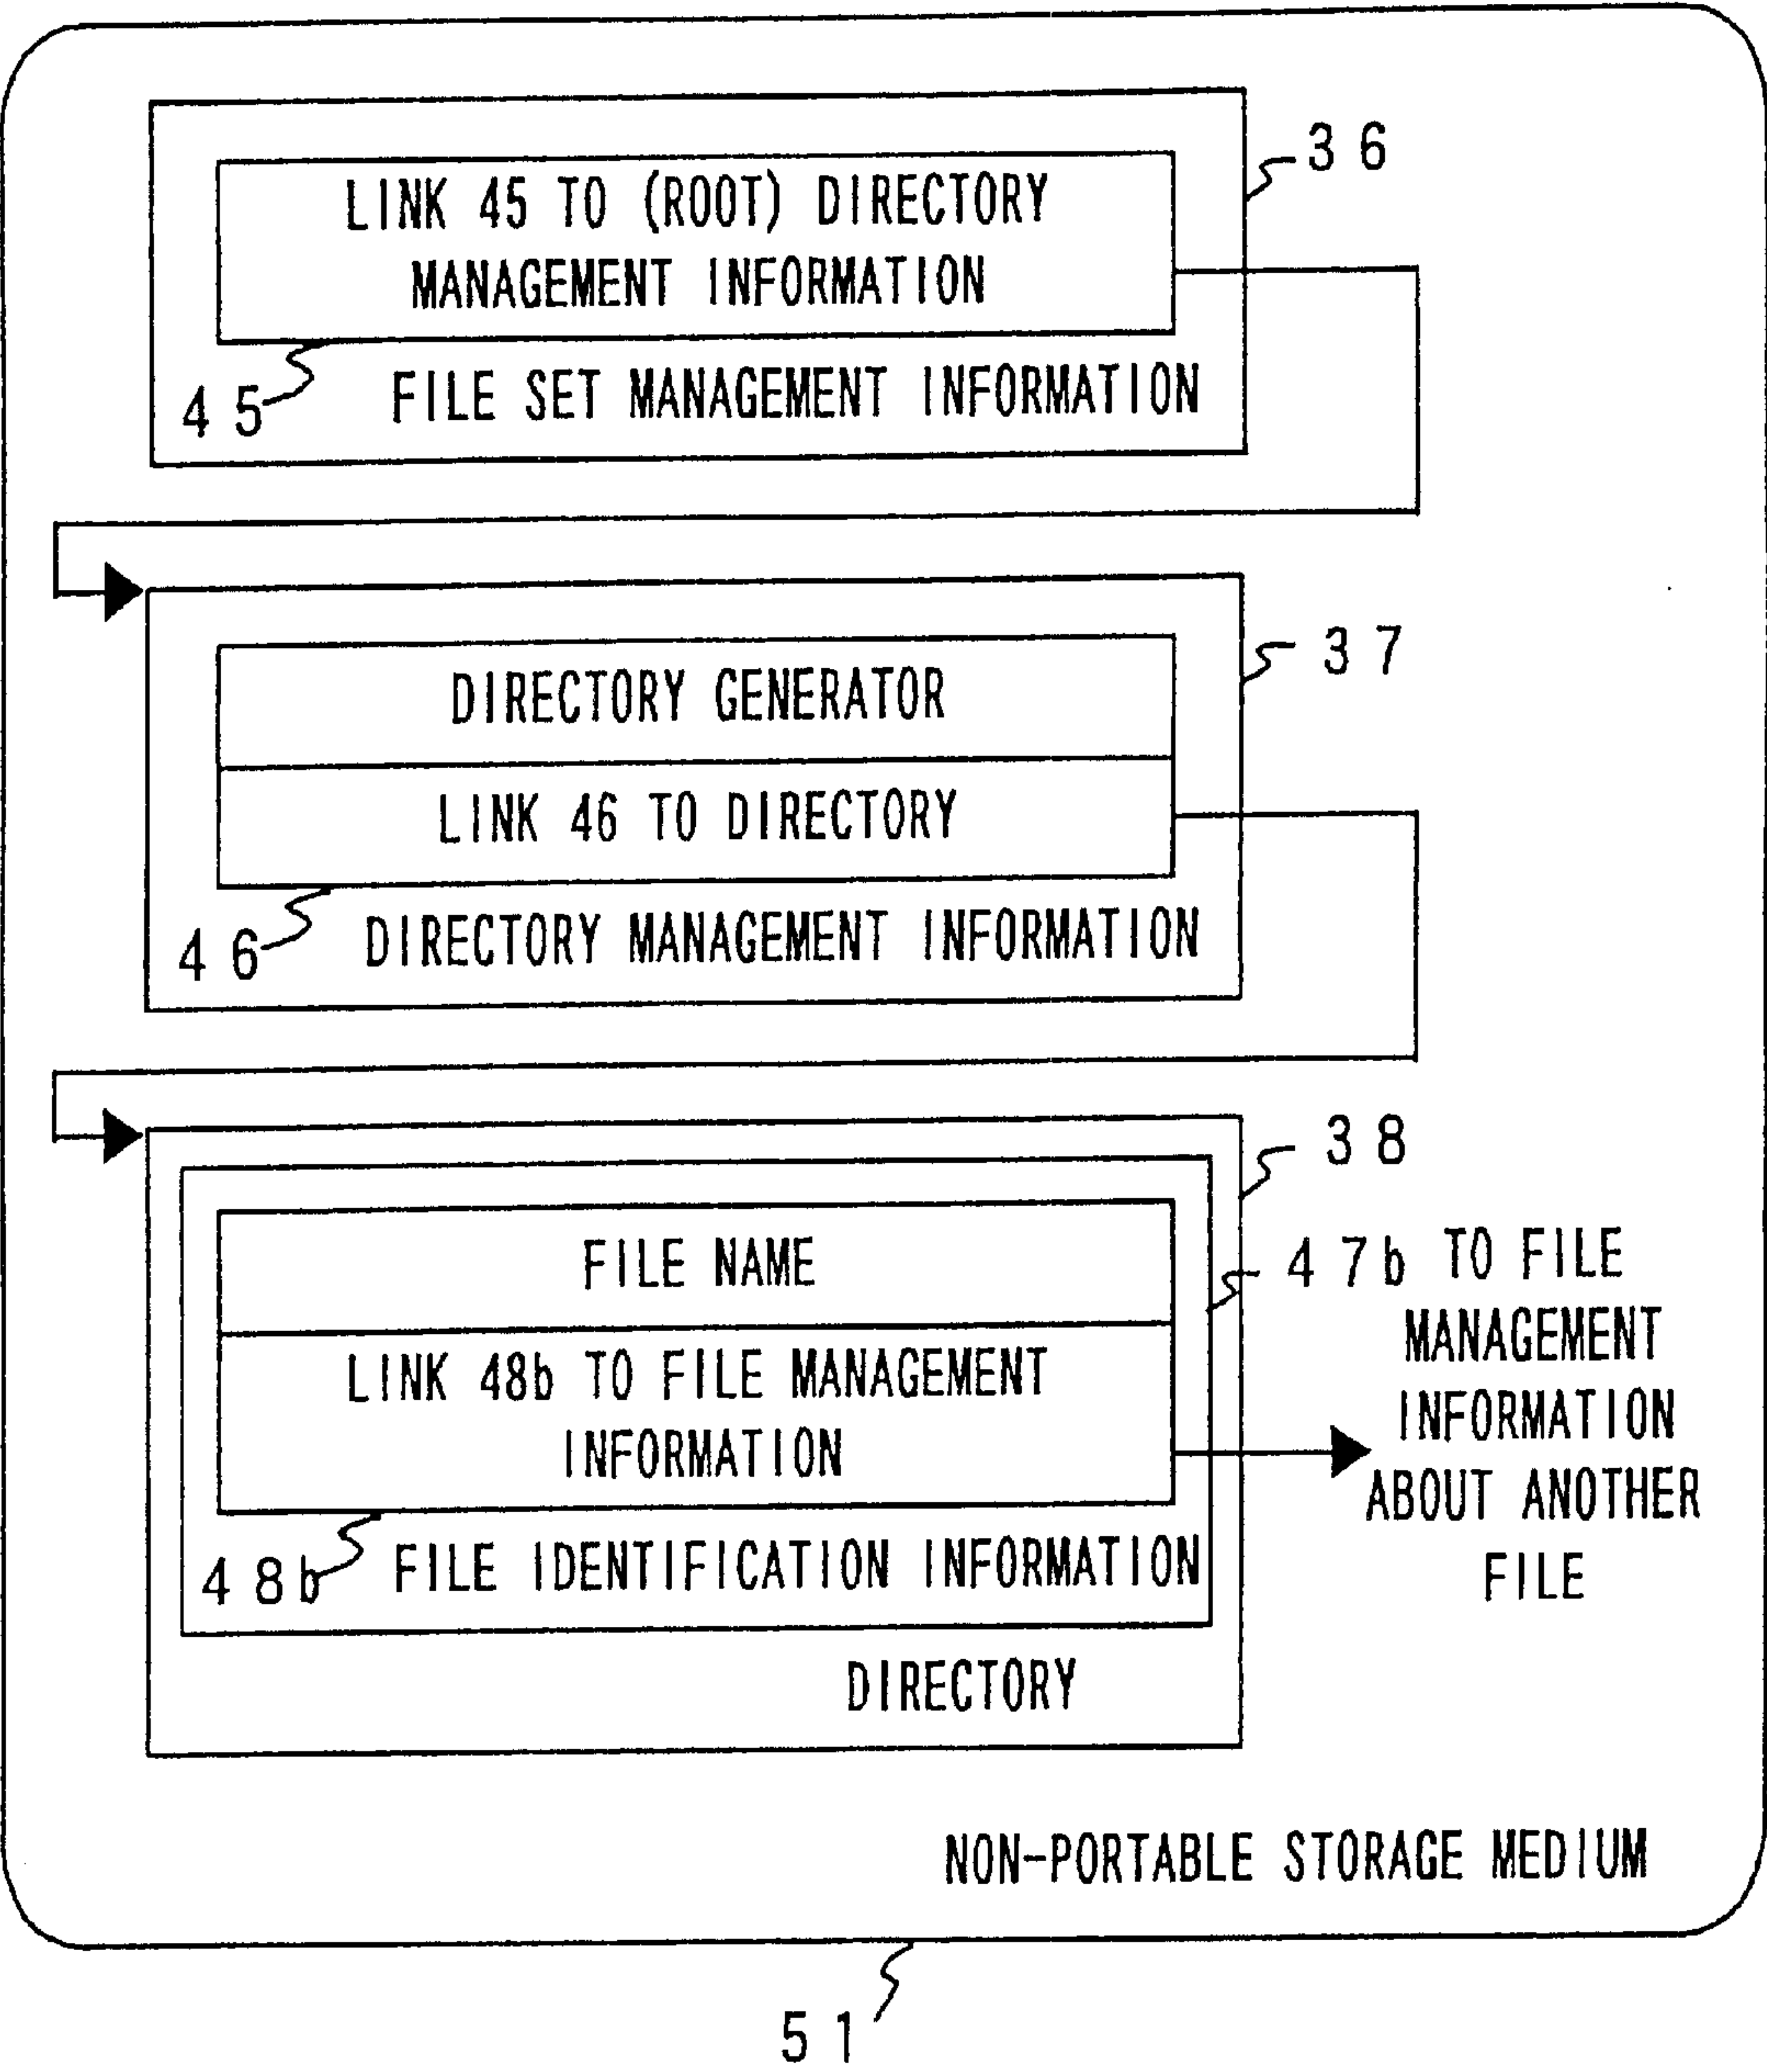 36
LINK 45 TO (ROOT) DIRECTORY
MANAGEMENT INFORMATION
45
FILE SET MANAGEMENT INFORMATION
37
DIRECTORY GENERATOR
LINK 46 TO DIRECTORY
46
DIRECTORY MANAGEMENT INFORMATION
38
FILE NAME
47b
LINK 48b TO FILE MANAGEMENT
INFORMATION
48b
FILE IDENTIFICATION INFORMATION
TO FILE
MANAGEMENT
INFORMATION
ABOUT ANOTHER
FILE
DIRECTORY
NON-PORTABLE STORAGE MEDIUM
51